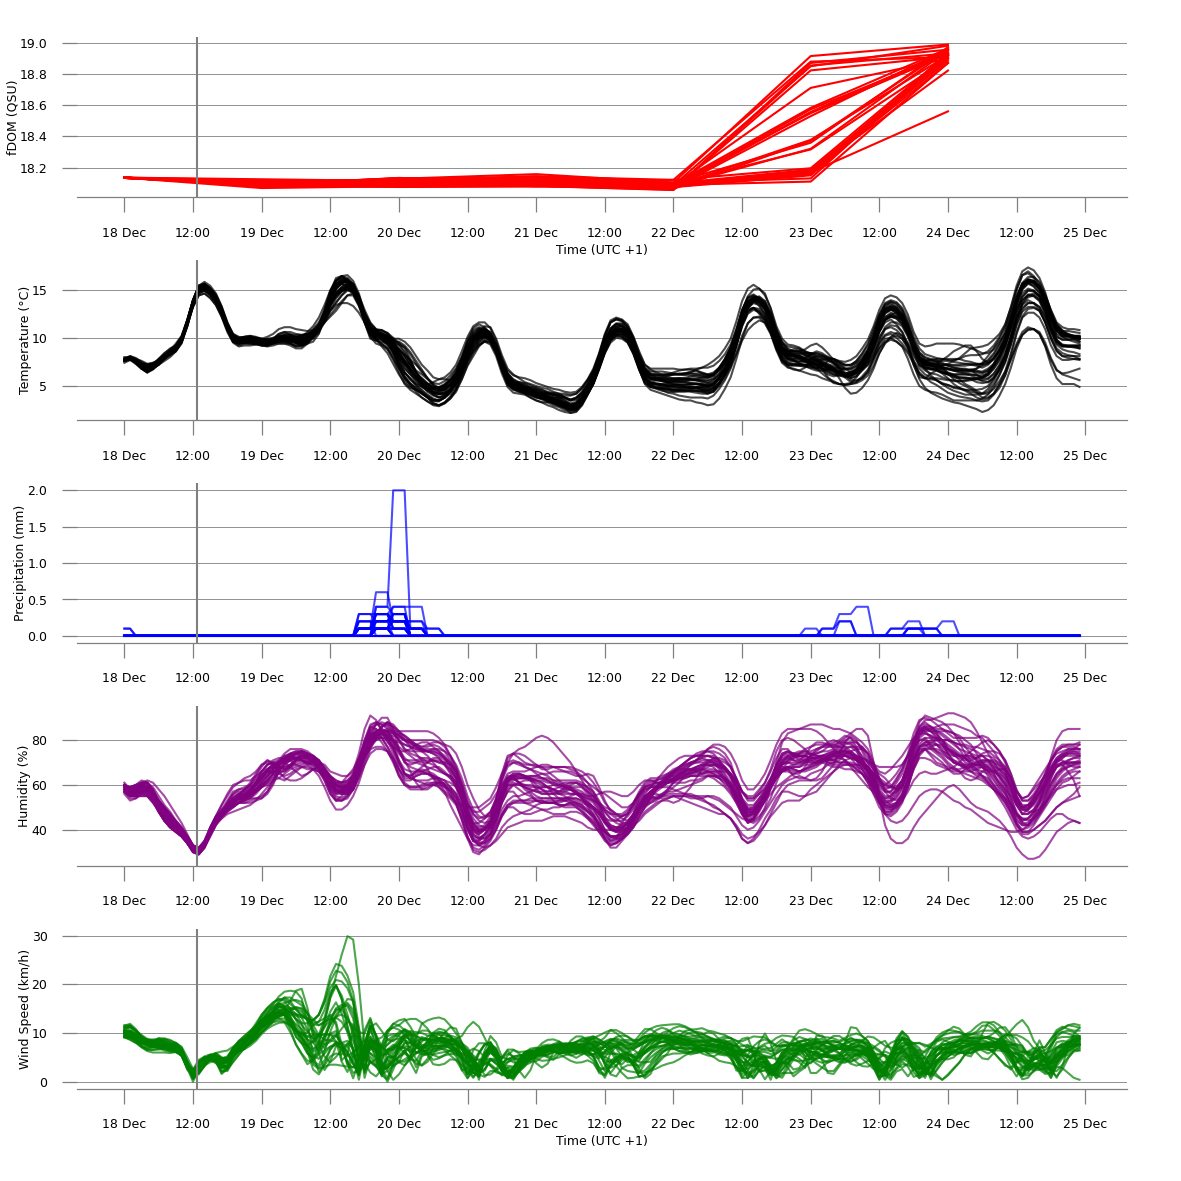 fDOM (QSU)
19.0
18.8
18.6
18.4
18.2
18 Dec 12:00 19 Dec 12:00 20 Dec 12:00 21 Dec 12:00 22 Dec 12:00 23 Dec 12:00 24 Dec 12:00 25 Dec
Time (UTC +1)
Temperature (°C)
15
10
5
18 Dec 12:00 19 Dec 12:00 20 Dec 12:00 21 Dec 12:00 22 Dec 12:00 23 Dec 12:00 24 Dec 12:00 25 Dec
Precipitation (mm)
2.0
1.5
1.0
0.5
0.0
18 Dec 12:00 19 Dec 12:00 20 Dec 12:00 21 Dec 12:00 22 Dec 12:00 23 Dec 12:00 24 Dec 12:00 25 Dec
Humidity (%)
80
60
40
18 Dec 12:00 19 Dec 12:00 20 Dec 12:00 21 Dec 12:00 22 Dec 12:00 23 Dec 12:00 24 Dec 12:00 25 Dec
Wind Speed (km/h)
30
20
10
0
18 Dec 12:00 19 Dec 12:00 20 Dec 12:00 21 Dec 12:00 22 Dec 12:00 23 Dec 12:00 24 Dec 12:00 25 Dec
Time (UTC +1)